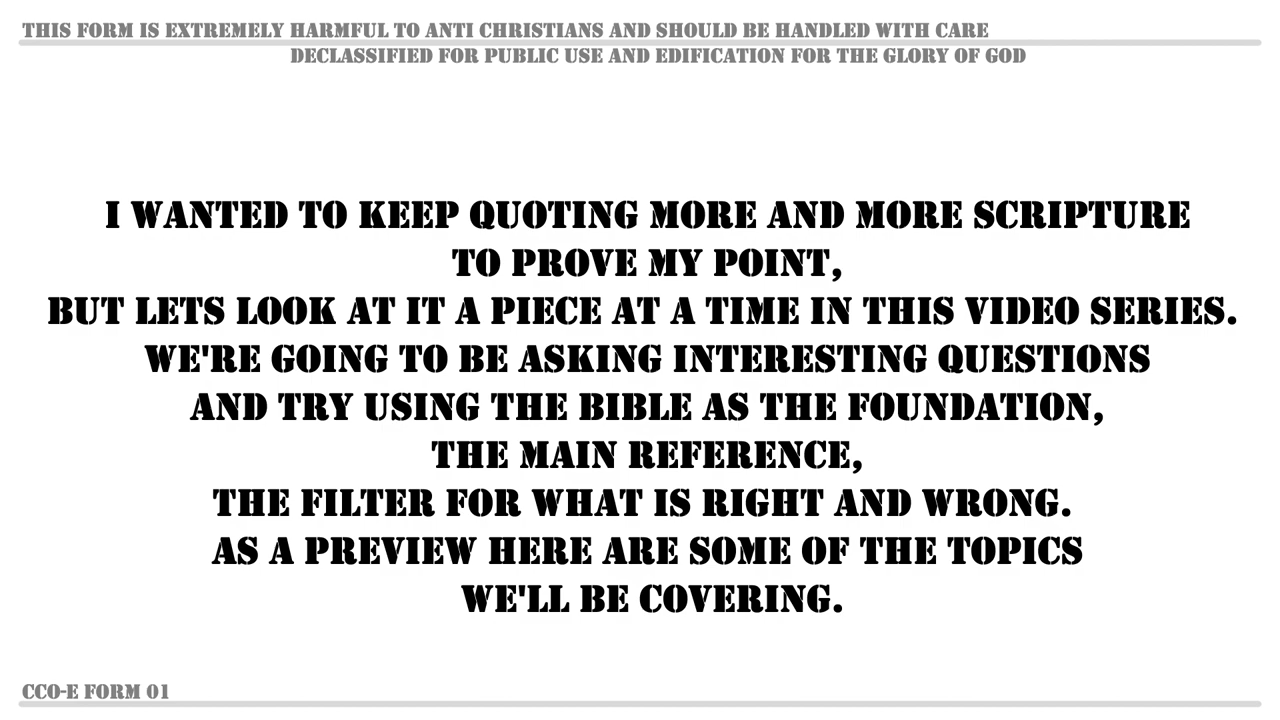 THIS FORM IS EXTREMELY HARMFUL TO ANTI CHRISTIANS AND SHOULD BE HANDLED WITH CARE
DECLASSIFIED FOR PUBLIC USE AND EDIFICATION FOR THE GLORY OF GOD
I WANTED TO KEEP QUOTING MORE AND MORE SCRIPTURE
TO PROVE MY POINT,
BUT LETS LOOK AT IT A PIECE AT A TIME IN THIS VIDEO SERIES.
WE'RE GOING TO BE ASKING INTERESTING QUESTIONS
AND TRY USING THE BIBLE AS THE FOUNDATION,
THE MAIN REFERENCE,
THE FILTER FOR WHAT IS RIGHT AND WRONG.
AS A PREVIEW HERE ARE SOME OF THE TOPICS
WE'LL BE COVERING.
CCO-E FORM 01